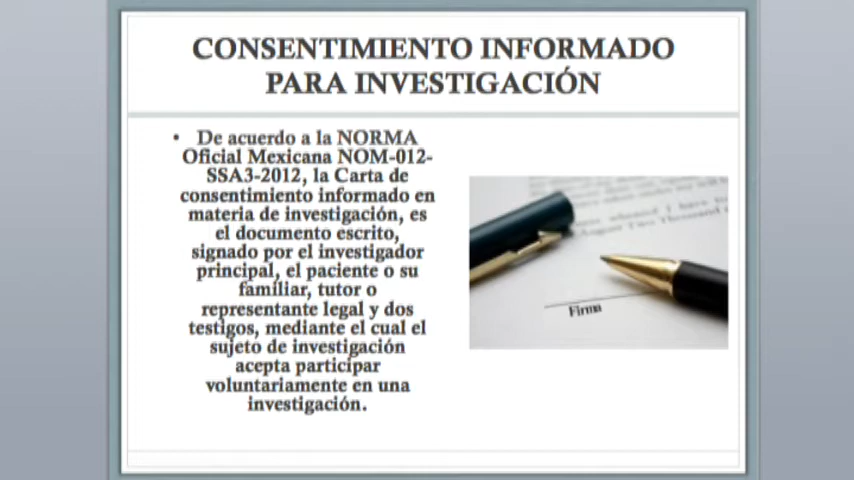 CONSENTIMIENTO INFORMADO
PARA INVESTIGACIÓN
• De acuerdo a la NORMA
Oficial Mexicana NOM-012-
SSA3-2012, la Carta de
consentimiento informado en
materia de investigación, es
el documento escrito,
signado por el investigador
principal, el paciente o su
familiar, tutor o
representante legal y dos
testigos, mediante el cual el
sujeto de investigación
acepta participar
voluntariamente en una
investigación.
Firma